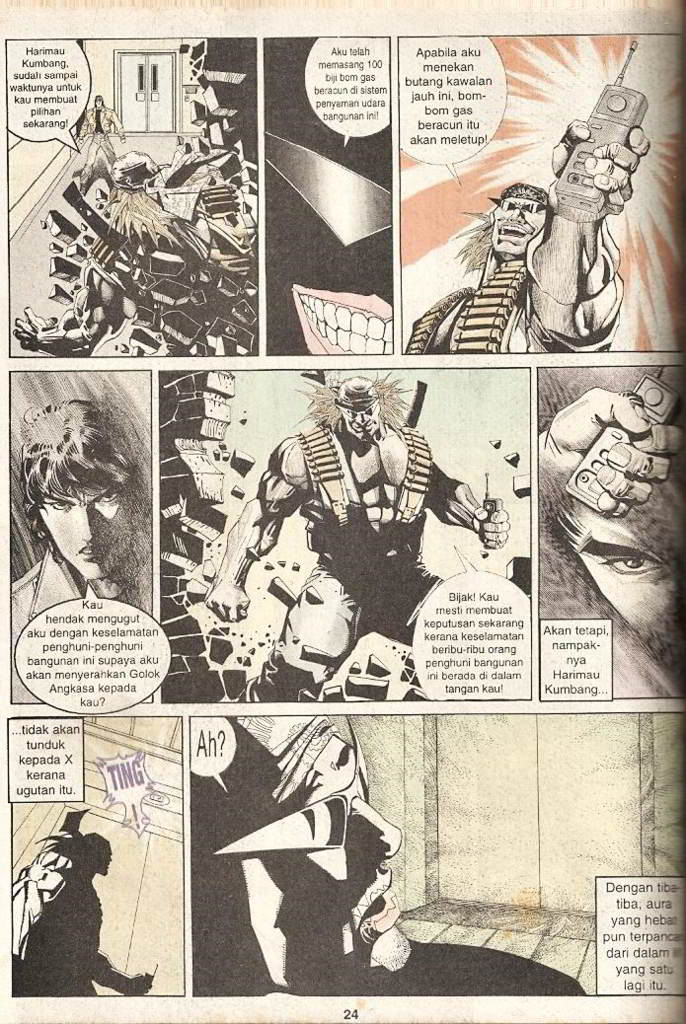 Harimau
Kumbang,
sudah sampai
waktunya untuk
kau membuat
pilihan
sekarang!
Aku telah
memasang 100
biji bom gas
beracun di sistem
penyaman udara
bangunan ini!
Apabila aku
menekan
butang kawalan
jauh ini, bom-
bom gas
beracun itu
akan meletup!
Kau
hendak mengugut
aku dengan keselamatan
penghuni-penghuni
bangunan ini supaya aku
akan menyerahkan Golok
Angkasa kepada
kau?
Bijak! Kau
mesti membuat
keputusan sekarang
kerana keselamatan
beribu-ribu orang
penghuni bangunan
ini berada di dalam
tangan kau!
Akan tetapi,
nampak-
nya
Harimau
Kumbang...
...tidak akan
tunduk
kepada X
kerana
ugutan itu.
TING
!
Ah?
Dengan tiba-
tiba, aura
yang hebat
pun terpancar
dari dalam
yang satu
lagi itu.
24